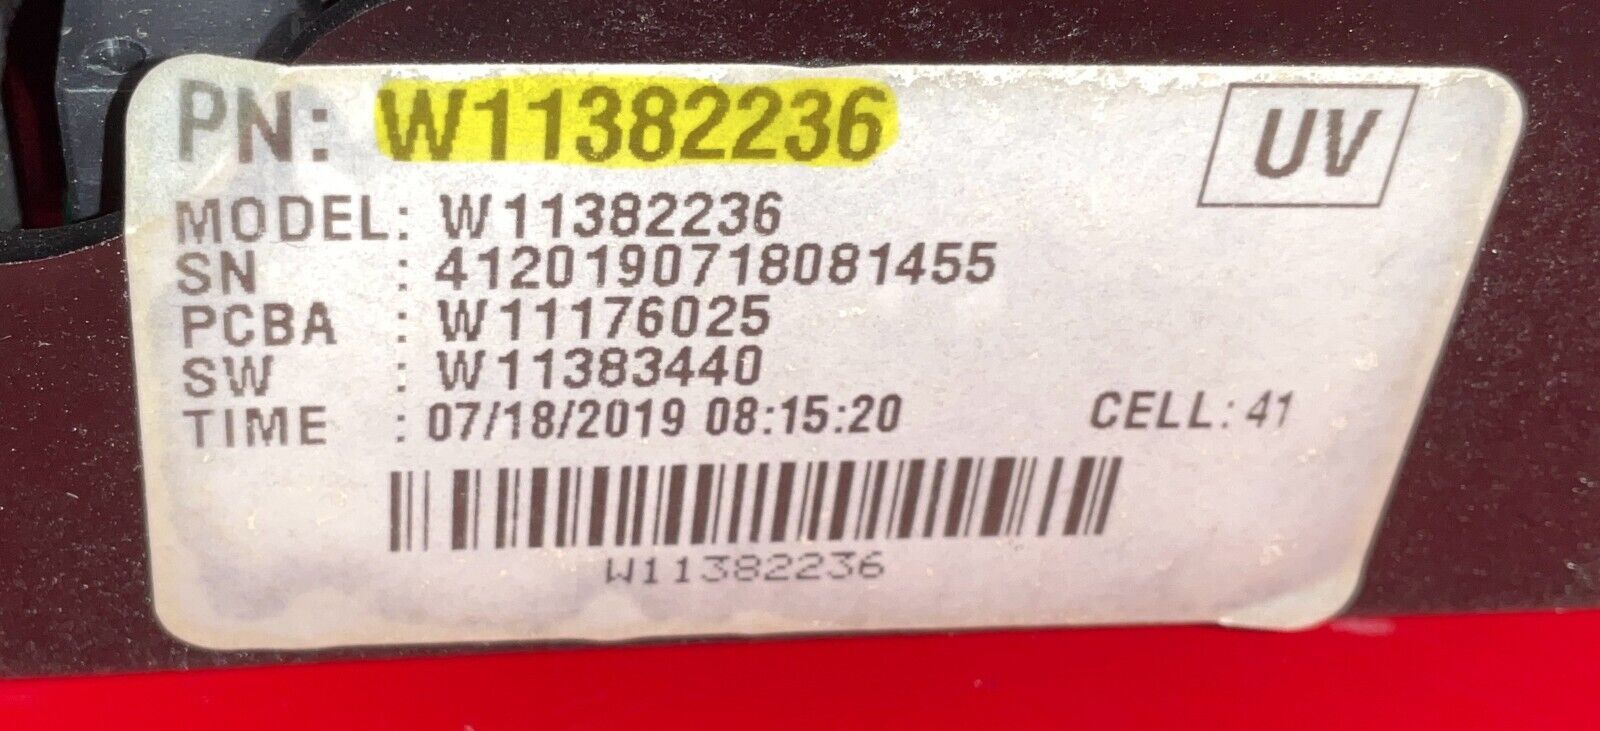 PN: W11382236
UV
MODEL: W11382236
SN : 4120190718081455
PCBA : W11176025
SW : W11383440
TIME : 07/18/2019 08:15:20 CELL: 41
W11382236